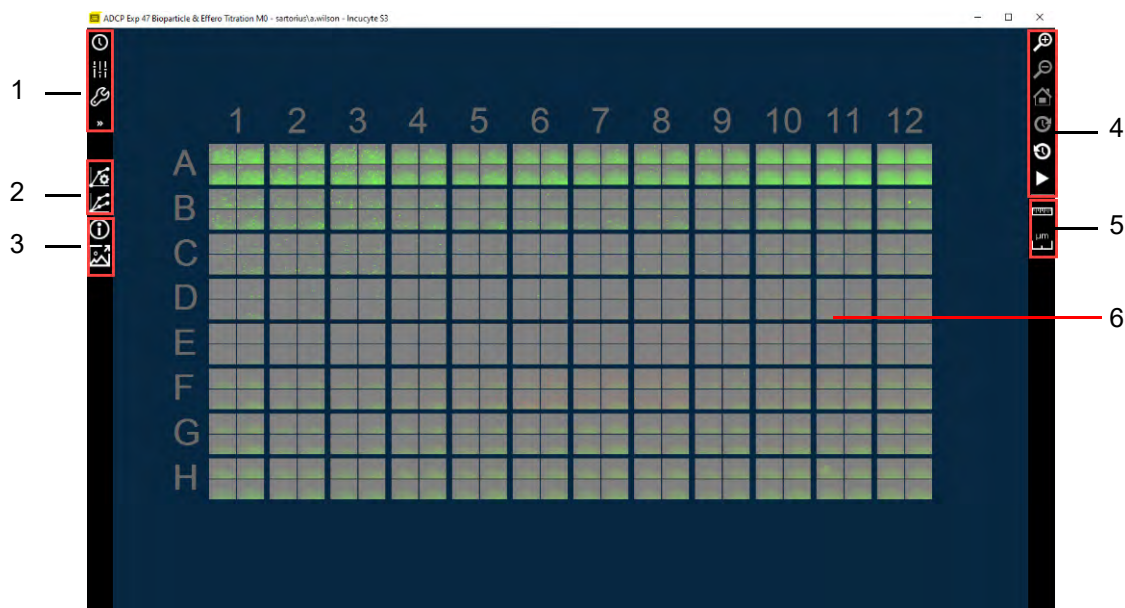 ADCP Exp 47 Bioparticle & Effero Titration M0 - sartorius\a.wilson - Incucyte S3
1
2
3
4
5
6
1 2 3 4 5 6 7 8 9 10 11 12
A
B
C
D
E
F
G
H
µm